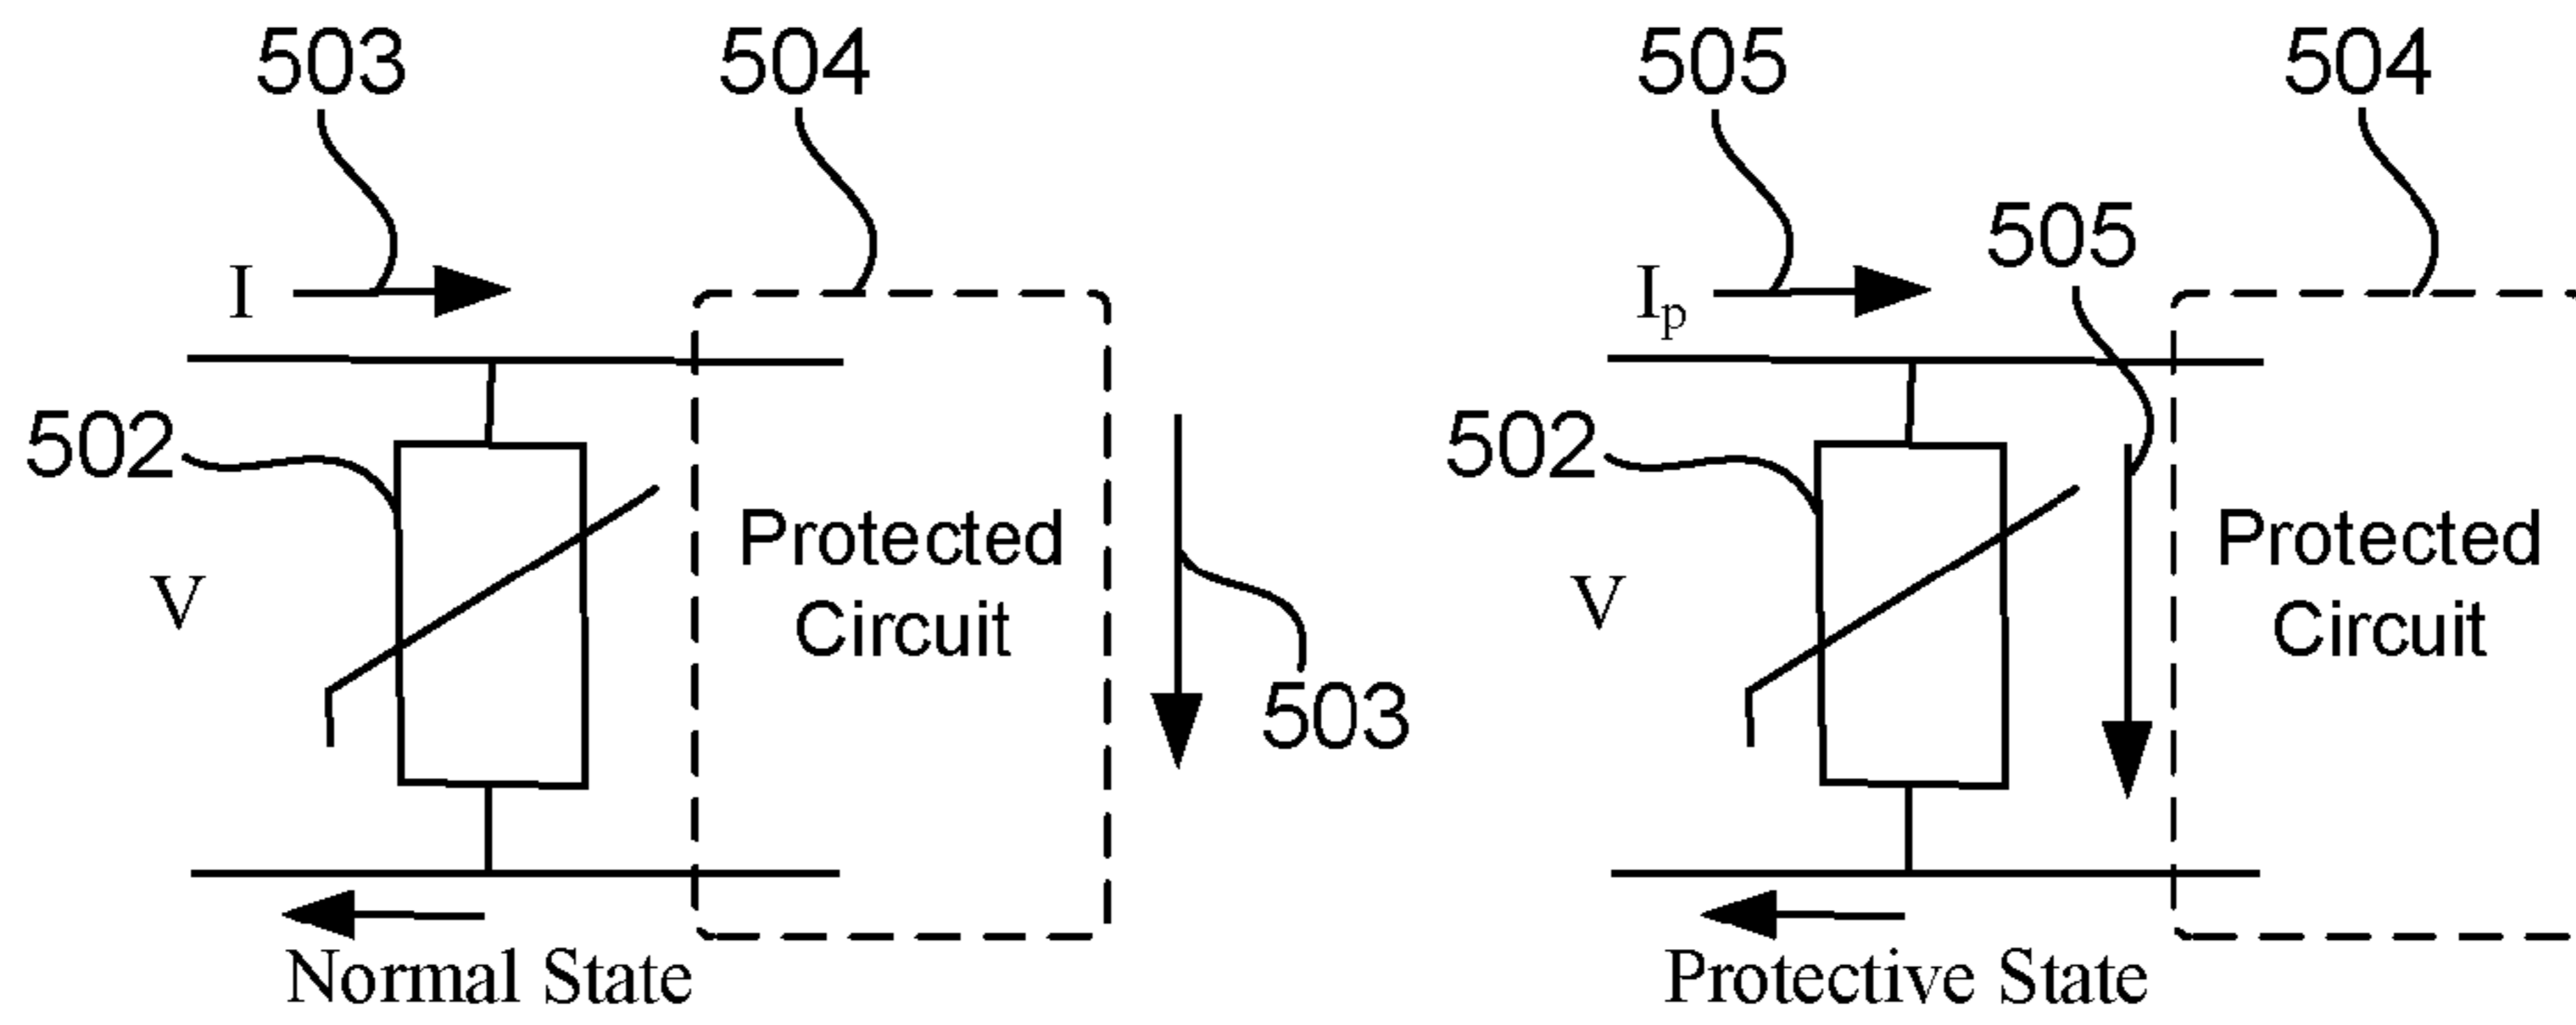 503
504
I
502
V
Protected
Circuit
503
Normal State
505
504
505
Ip
502
V
Protected
Circuit
Protective State